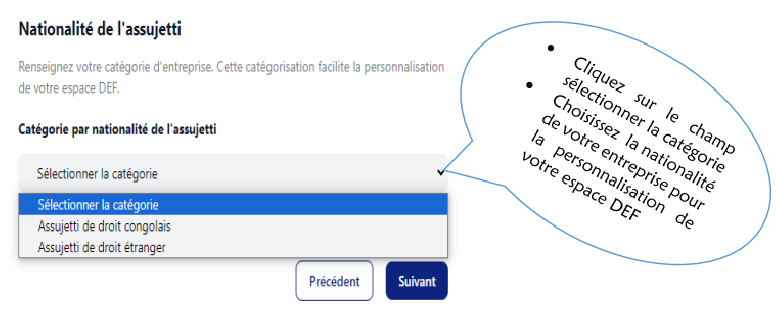 Nationalité de l'assujetti
Renseignez votre catégorie d'entreprise. Cette catégorisation facilite la personnalisation
de votre espace DEF.
Catégorie par nationalité de l'assujetti
Sélectionner la catégorie
Sélectionner la catégorie
Assujetti de droit congolais
Assujetti de droit étranger
Précédent
Suivant
• Cliquez sur le champ
sélectionner la catégorie
• Choisissez la nationalité
de votre entreprise pour
la personnalisation de
votre espace DEF